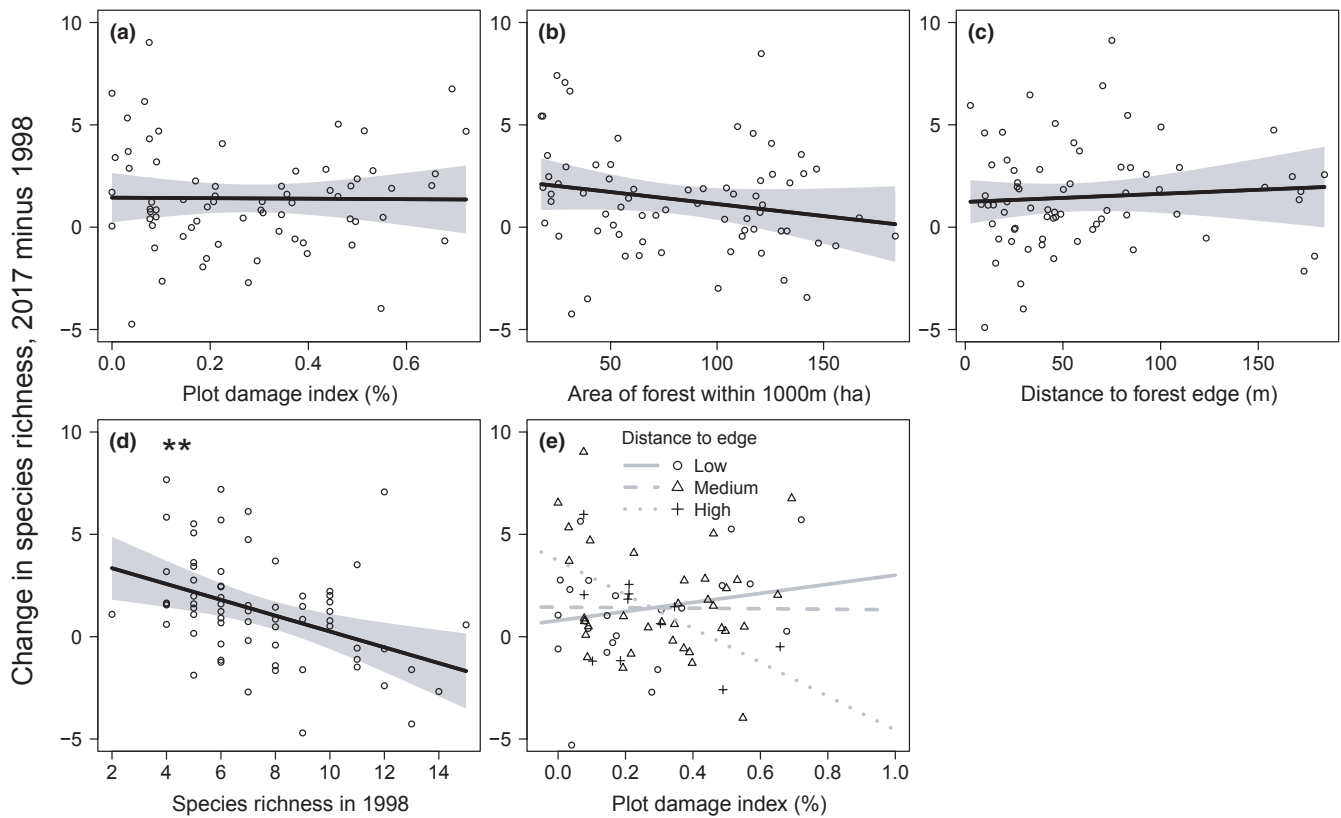 Change in species richness, 2017 minus 1998
(a)
10
5
0
−5
0.0 0.2 0.4 0.6
Plot damage index (%)
(b)
10
5
0
−5
50 100 150
Area of forest within 1000m (ha)
(c)
10
5
0
−5
0 50 100 150
Distance to forest edge (m)
(d)
**
10
5
0
−5
2 4 6 8 10 12 14
Species richness in 1998
(e)
Distance to edge
Low
Medium
High
10
5
0
−5
0.0 0.2 0.4 0.6 0.8 1.0
Plot damage index (%)